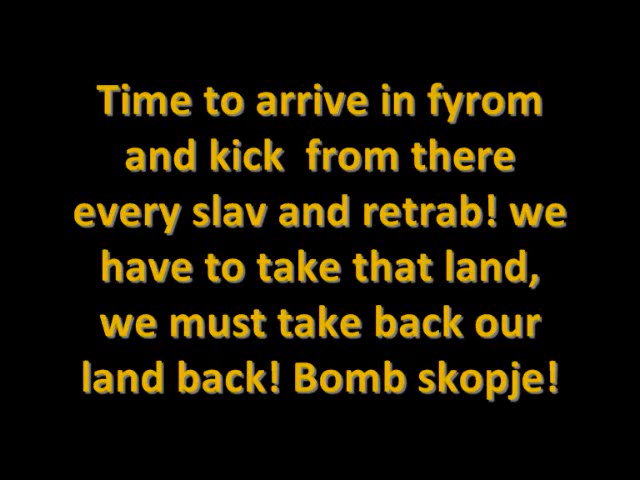 Time to arrive in fyrom
and kick  from there
every slav and retrab! we
have to take that land,
we must take back our
land back! Bomb skopje!